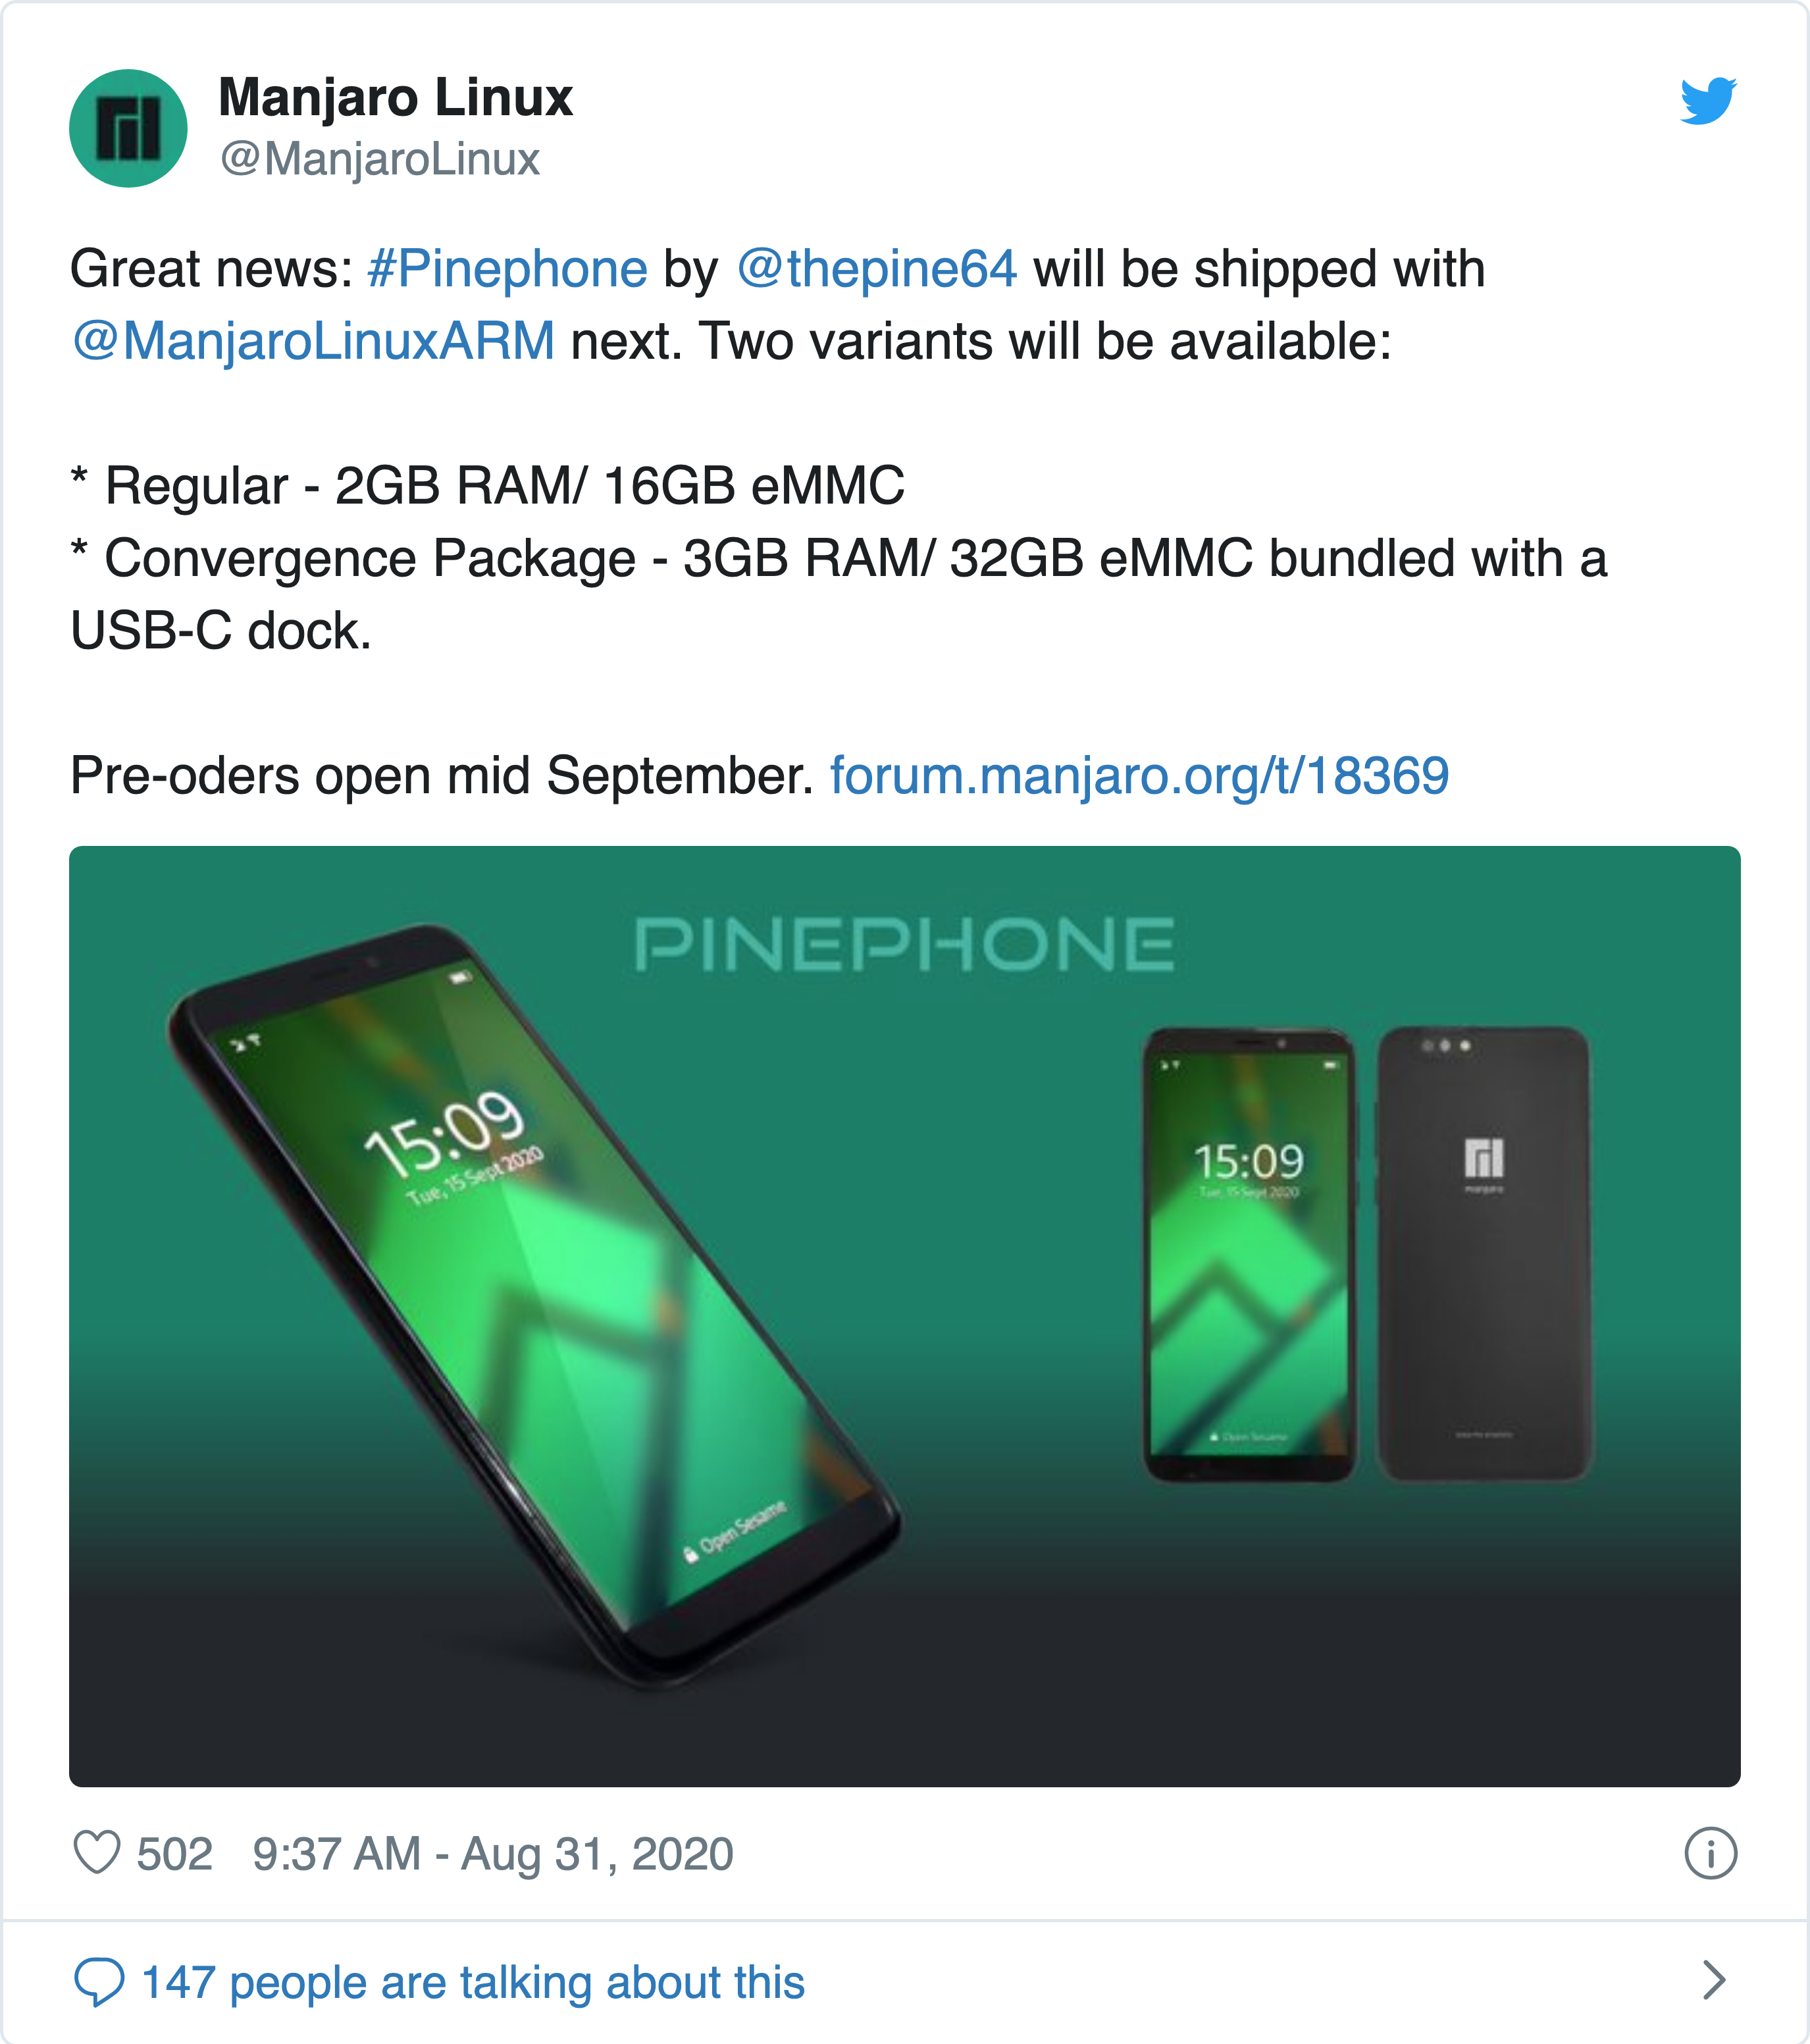 Manjaro Linux
@ManjaroLinux
Great news: #Pinephone by @thepine64 will be shipped with
@ManjaroLinuxARM next. Two variants will be available:
* Regular - 2GB RAM/ 16GB eMMC
* Convergence Package - 3GB RAM/ 32GB eMMC bundled with a
USB-C dock.
Pre-oders open mid September. forum.manjaro.org/t/18369
PINEPHONE
15:09
Tue, 15 Sept 2020
Open Sesame
15:09
Tue, 15 Sept 2020
Open Sesame
manjaro
502 9:37 AM - Aug 31, 2020
147 people are talking about this